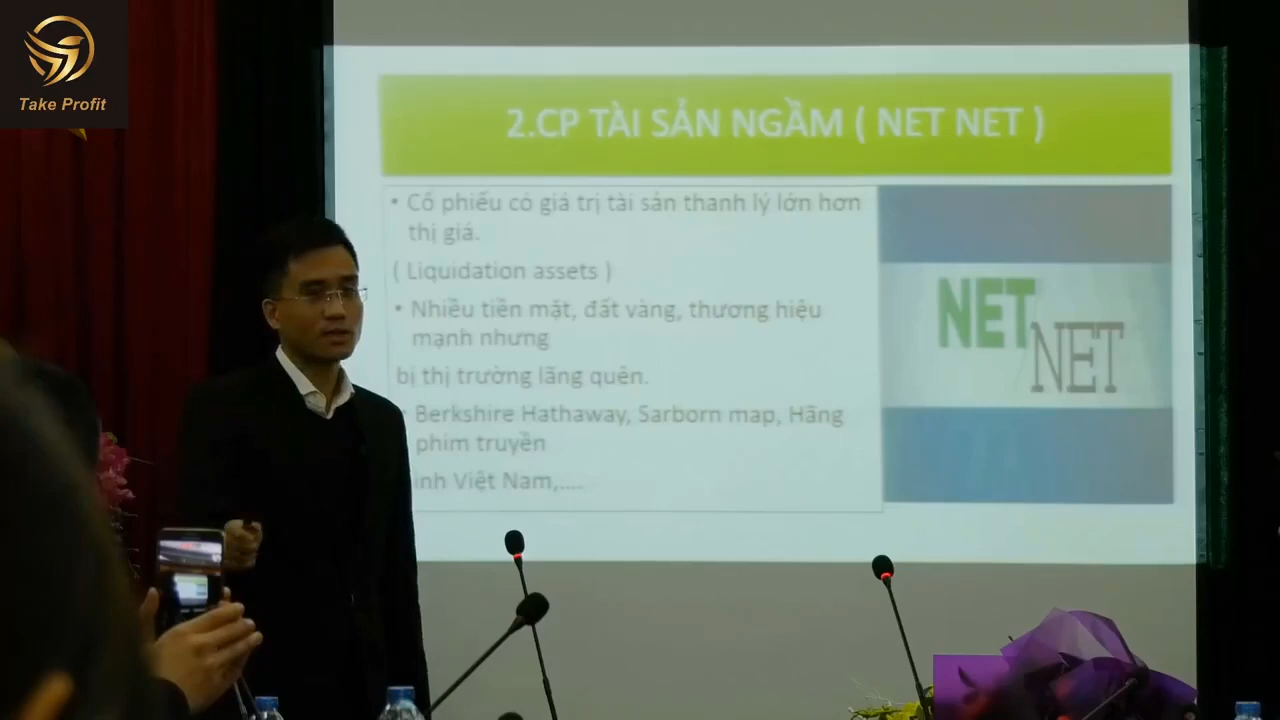 Take Profit
2.CP TÀI SẢN NGẦM ( NET NET )
• Cổ phiếu có giá trị tài sản thanh lý lớn hơn
thị giá.
( Liquidation assets )
• Nhiều tiền mặt, đất vàng, thương hiệu
mạnh nhưng
bị thị trường lãng quên.
Berkshire Hathaway, Sarborn map, Hãng
phim truyền
ình Việt Nam,....
NET
NET